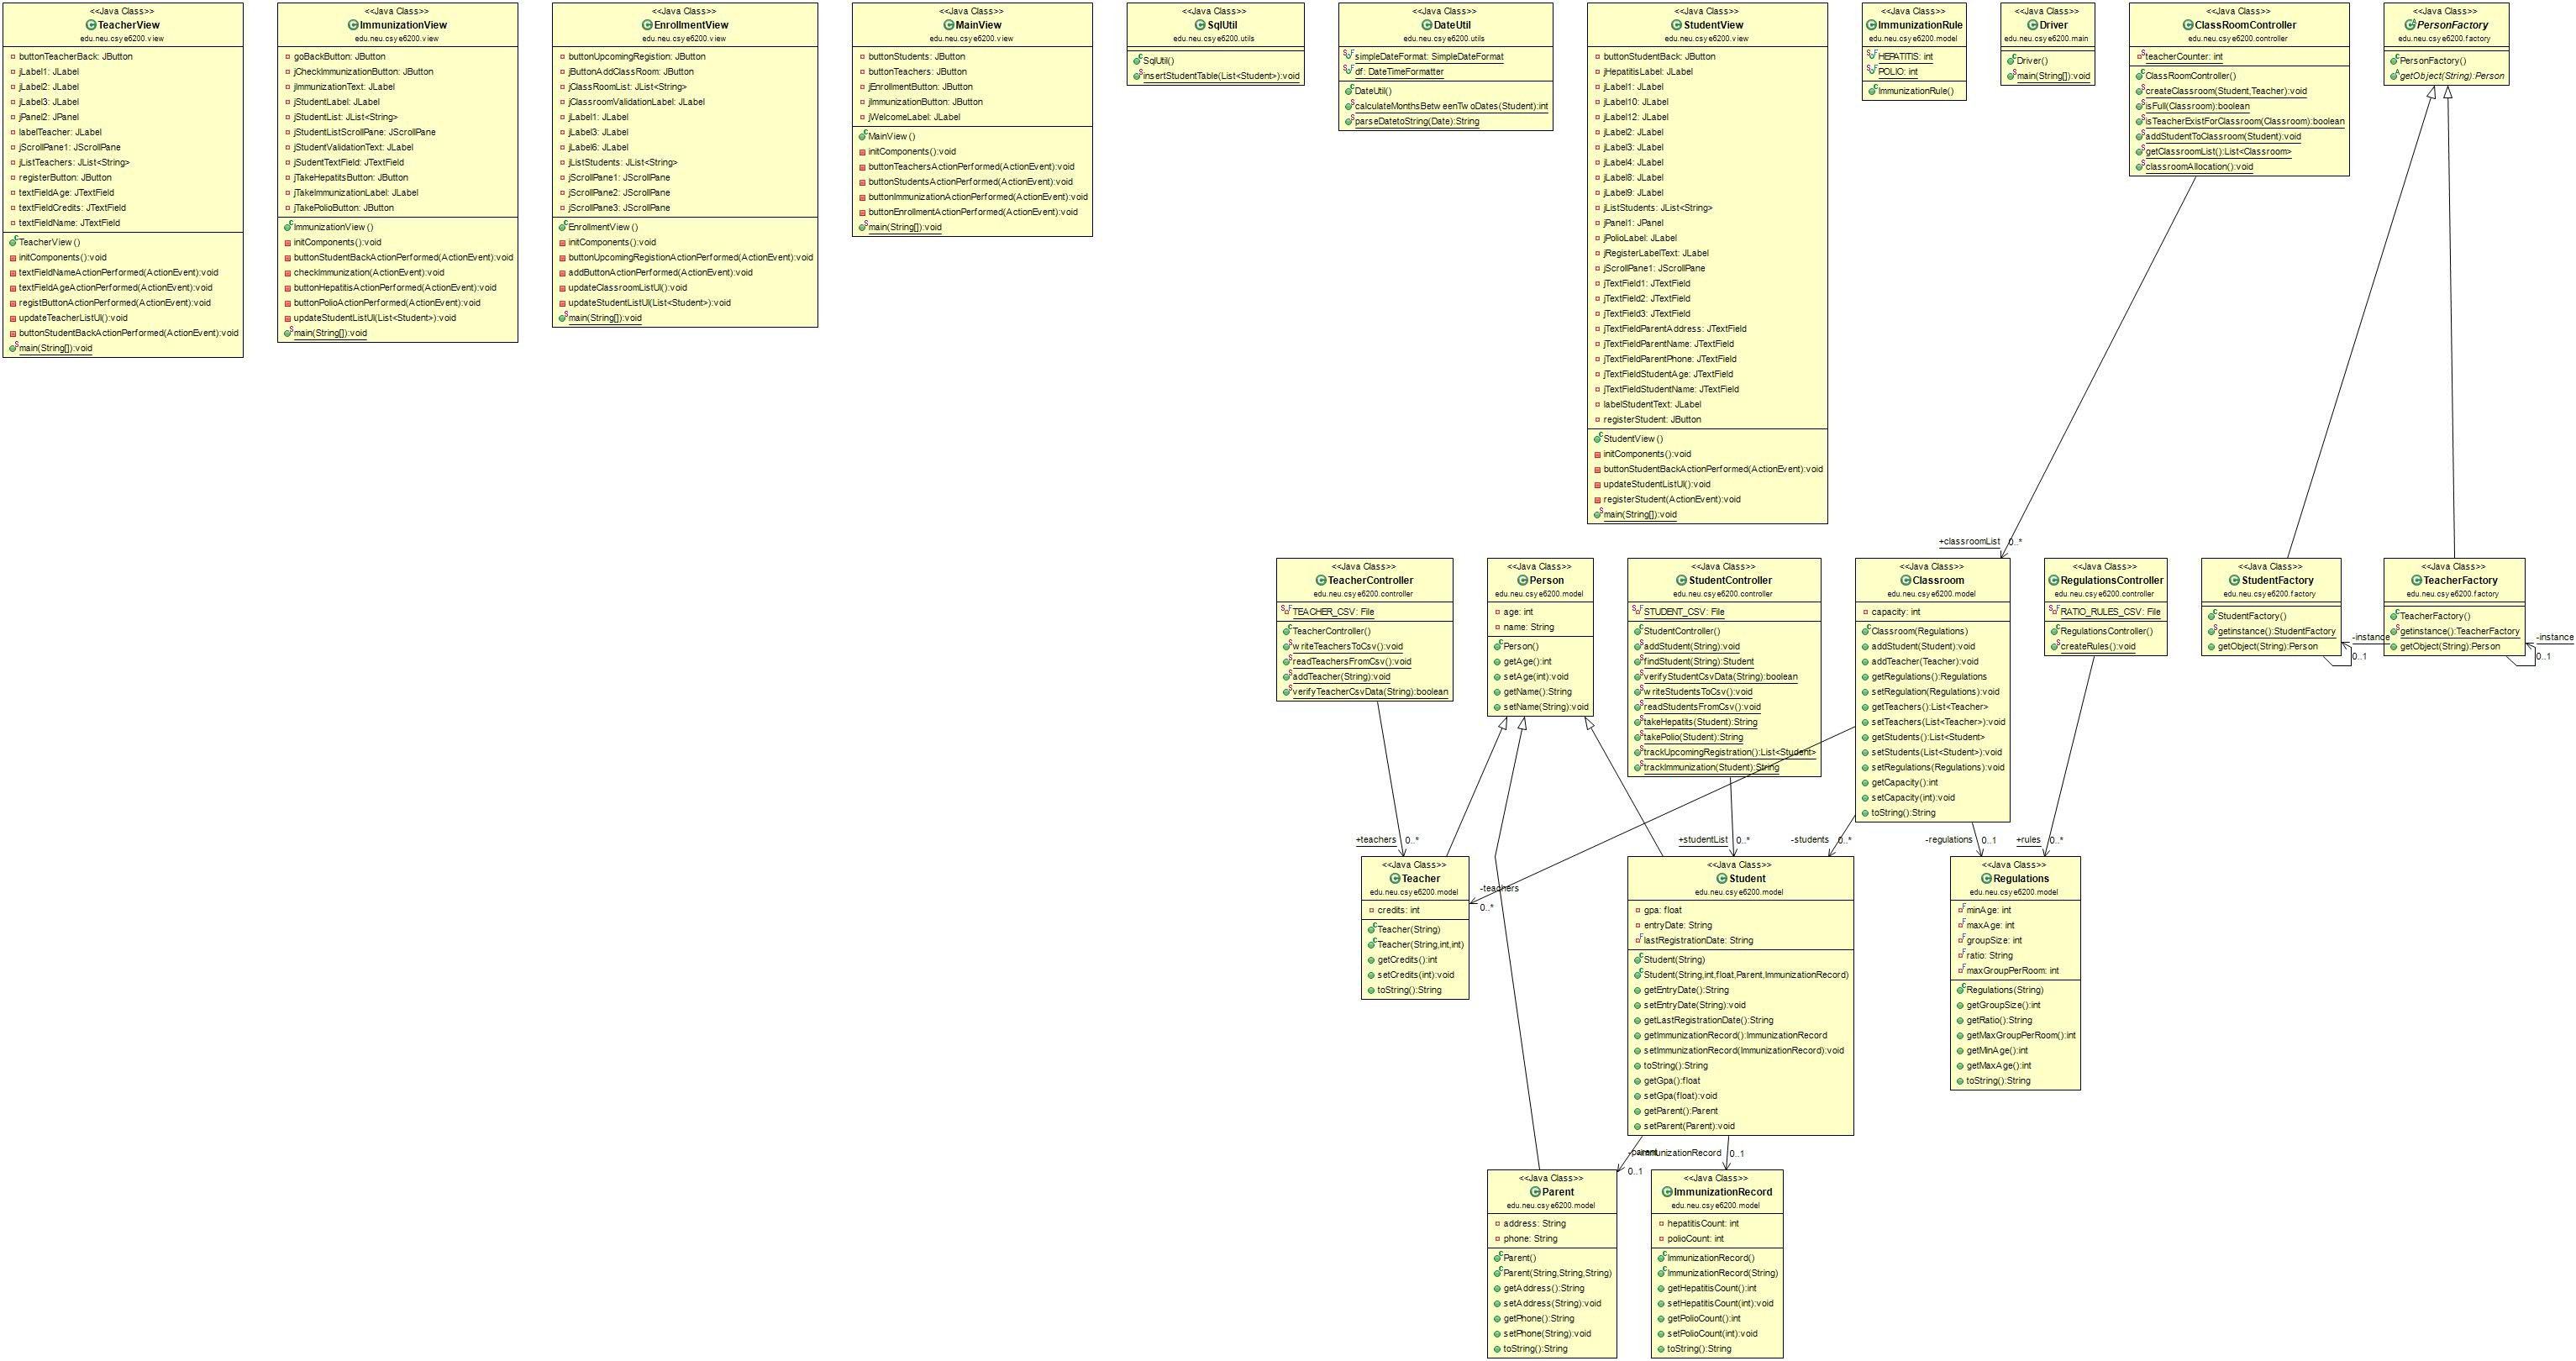 <<Java Class>>
TeacherView
edu.neu.csye6200.view
buttonTeacherBack: JButton
jLabel1: JLabel
jLabel2: JLabel
jLabel3: JLabel
jPanel2: JPanel
labelTeacher: JLabel
jScrollPane1: JScrollPane
jListTeachers: JList<String>
registerButton: JButton
textFieldAge: JTextField
textFieldCredits: JTextField
textFieldName: JTextField
TeacherView()
initComponents():void
textFieldNameActionPerformed(ActionEvent):void
textFieldAgeActionPerformed(ActionEvent):void
registButtonActionPerformed(ActionEvent):void
updateTeacherListUI():void
buttonStudentBackActionPerformed(ActionEvent):void
main(String[]):void
<<Java Class>>
ImmunizationView
edu.neu.csye6200.view
goBackButton: JButton
jCheckImmunizationButton: JButton
jImmunizationText: JLabel
jStudentLabel: JLabel
jStudentList: JList<String>
jStudentListScrollPane: JScrollPane
jStudentValidationText: JLabel
jSudentTextField: JTextField
jTakeHepatitsButton: JButton
jTakeImmunizationLabel: JLabel
jTakePolioButton: JButton
ImmunizationView()
initComponents():void
buttonStudentBackActionPerformed(ActionEvent):void
checkImmunization(ActionEvent):void
buttonHepatitisActionPerformed(ActionEvent):void
buttonPolioActionPerformed(ActionEvent):void
updateStudentListUI(List<Student>):void
main(String[]):void
<<Java Class>>
EnrollmentView
edu.neu.csye6200.view
buttonUpcomingRegistion: JButton
jButtonAddClassRoom: JButton
jClassRoomList: JList<String>
jClassroomValidationLabel: JLabel
jLabel1: JLabel
jLabel3: JLabel
jLabel6: JLabel
jListStudents: JList<String>
jScrollPane1: JScrollPane
jScrollPane2: JScrollPane
jScrollPane3: JScrollPane
EnrollmentView()
initComponents():void
buttonUpcomingRegistionActionPerformed(ActionEvent):void
addButtonActionPerformed(ActionEvent):void
updateClassroomListUI():void
updateStudentListUI(List<Student>):void
main(String[]):void
<<Java Class>>
MainView
edu.neu.csye6200.view
buttonStudents: JButton
buttonTeachers: JButton
jEnrollmentButton: JButton
jImmunizationButton: JButton
jWelcomeLabel: JLabel
MainView()
initComponents():void
buttonTeachersActionPerformed(ActionEvent):void
buttonStudentsActionPerformed(ActionEvent):void
buttonImmunizationActionPerformed(ActionEvent):void
buttonEnrollmentActionPerformed(ActionEvent):void
main(String[]):void
<<Java Class>>
SqlUtil
edu.neu.csye6200.utils
SqlUtil()
insertStudentTable(List<Student>):void
<<Java Class>>
DateUtil
edu.neu.csye6200.utils
simpleDateFormat: SimpleDateFormat
df: DateTimeFormatter
DateUtil()
calculateMonthsBetweenTwoDates(Student):int
parseDatetoString(Date):String
<<Java Class>>
StudentView
edu.neu.csye6200.view
buttonStudentBack: JButton
jHepatitisLabel: JLabel
jLabel1: JLabel
jLabel10: JLabel
jLabel12: JLabel
jLabel2: JLabel
jLabel3: JLabel
jLabel4: JLabel
jLabel8: JLabel
jLabel9: JLabel
jListStudents: JList<String>
jPanel1: JPanel
jPolioLabel: JLabel
jRegisterLabelText: JLabel
jScrollPane1: JScrollPane
jTextField1: JTextField
jTextField2: JTextField
jTextField3: JTextField
jTextFieldParentAddress: JTextField
jTextFieldParentName: JTextField
jTextFieldParentPhone: JTextField
jTextFieldStudentAge: JTextField
jTextFieldStudentName: JTextField
labelStudentText: JLabel
registerStudent: JButton
StudentView()
initComponents():void
buttonStudentBackActionPerformed(ActionEvent):void
updateStudentListUI():void
registerStudent(ActionEvent):void
main(String[]):void
<<Java Class>>
ImmunizationRule
edu.neu.csye6200.model
HEPATITIS: int
POLIO: int
ImmunizationRule()
<<Java Class>>
Driver
edu.neu.csye6200.main
Driver()
main(String[]):void
<<Java Class>>
ClassRoomController
edu.neu.csye6200.controller
teacherCounter: int
ClassRoomController()
createClassroom(Student,Teacher):void
isFull(Classroom):boolean
isTeacherExistForClassroom(Classroom):boolean
addStudentToClassroom(Student):void
getClassroomList():List<Classroom>
classroomAllocation():void
<<Java Class>>
PersonFactory
edu.neu.csye6200.factory
PersonFactory()
getObject(String):Person
+classroomList 0..*
<<Java Class>>
TeacherController
edu.neu.csye6200.controller
TEACHER_CSV: File
TeacherController()
writeTeachersToCsv():void
readTeachersFromCsv():void
addTeacher(String):void
verifyTeacherCsvData(String):boolean
<<Java Class>>
Person
edu.neu.csye6200.model
age: int
name: String
Person()
getAge():int
setAge(int):void
getName():String
setName(String):void
<<Java Class>>
StudentController
edu.neu.csye6200.controller
STUDENT_CSV: File
StudentController()
addStudent(String):void
findStudent(String):Student
verifyStudentCsvData(String):boolean
writeStudentsToCsv():void
readStudentsFromCsv():void
takeHepatits(Student):String
takePolio(Student):String
trackUpcomingRegistration():List<Student>
trackImmunization(Student):String
<<Java Class>>
Classroom
edu.neu.csye6200.model
capacity: int
Classroom(Regulations)
addStudent(Student):void
addTeacher(Teacher):void
getRegulations():Regulations
setRegulation(Regulations):void
getTeachers():List<Teacher>
setTeachers(List<Teacher>):void
getStudents():List<Student>
setStudents(List<Student>):void
setRegulations(Regulations):void
getCapacity():int
setCapacity(int):void
toString():String
<<Java Class>>
RegulationsController
edu.neu.csye6200.controller
RATIO_RULES_CSV: File
RegulationsController()
createRules():void
<<Java Class>>
StudentFactory
edu.neu.csye6200.factory
StudentFactory()
getinstance():StudentFactory
getObject(String):Person
-instance
0..1
<<Java Class>>
TeacherFactory
edu.neu.csye6200.factory
TeacherFactory()
getinstance():TeacherFactory
getObject(String):Person
-instance
0..1
+teachers 0..*
+studentList 0..*
-students 0..*
-regulations 0..1
+rules 0..*
<<Java Class>>
Teacher
edu.neu.csye6200.model
credits: int
Teacher(String)
Teacher(String,int,int)
getCredits():int
setCredits(int):void
toString():String
-teachers
0..*
<<Java Class>>
Student
edu.neu.csye6200.model
gpa: float
entryDate: String
lastRegistrationDate: String
Student(String)
Student(String,int,float,Parent,ImmunizationRecord)
getEntryDate():String
setEntryDate(String):void
getLastRegistrationDate():String
getImmunizationRecord():ImmunizationRecord
setImmunizationRecord(ImmunizationRecord):void
toString():String
getGpa():float
setGpa(float):void
getParent():Parent
setParent(Parent):void
<<Java Class>>
Regulations
edu.neu.csye6200.model
minAge: int
maxAge: int
groupSize: int
ratio: String
maxGroupPerRoom: int
Regulations(String)
getGroupSize():int
getRatio():String
getMaxGroupPerRoom():int
getMinAge():int
getMaxAge():int
toString():String
-parent
0..1
-immunizationRecord 0..1
<<Java Class>>
Parent
edu.neu.csye6200.model
address: String
phone: String
Parent()
Parent(String,String,String)
getAddress():String
setAddress(String):void
getPhone():String
setPhone(String):void
toString():String
<<Java Class>>
ImmunizationRecord
edu.neu.csye6200.model
hepatitisCount: int
polioCount: int
ImmunizationRecord()
ImmunizationRecord(String)
getHepatitisCount():int
setHepatitisCount(int):void
getPolioCount():int
setPolioCount(int):void
toString():String